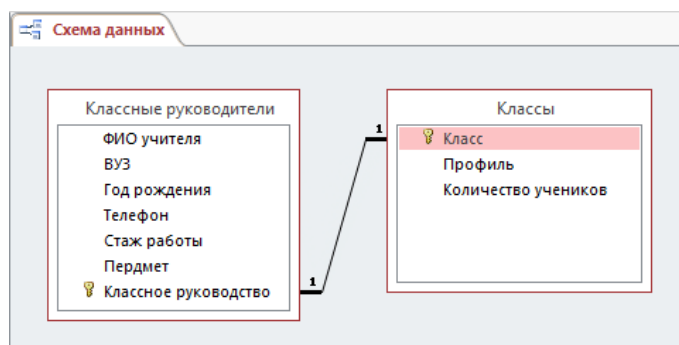 Схема данных
Классные руководители
ФИО учителя
ВУЗ
Год рождения
Телефон
Стаж работы
Пердмет
Классное руководство
1
1
Классы
Класс
Профиль
Количество учеников